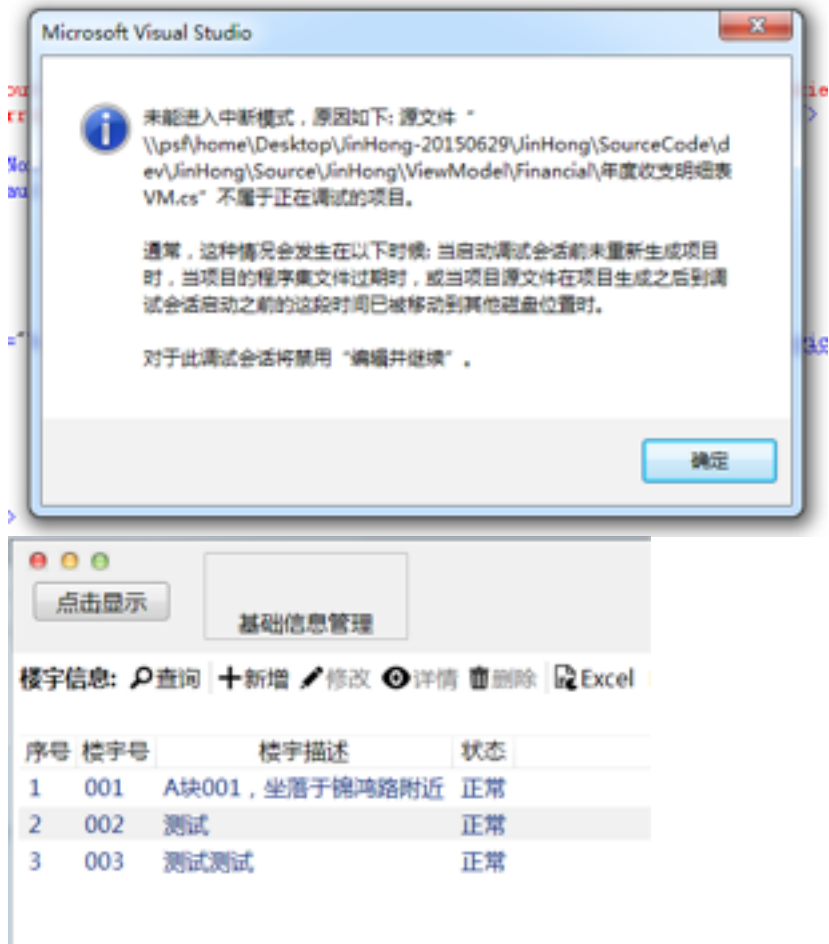 Microsoft Visual Studio
未能进入中断模式，原因如下: 源文件 "
\\psf\home\Desktop\JinHong-20150629\JinHong\SourceCode\d
ev\JinHong\Source\JinHong\ViewModel\Financial\年度收支明细表
VM.cs" 不属于正在调试的项目。
通常，这种情况会发生在以下时候: 当启动调试会话前未重新生成项目
时，当项目的程序集文件过期时，或当项目源文件在项目生成之后到调
试会话启动之前的这段时间已被移动到其他磁盘位置时。
对于此调试会话将禁用 "编辑并继续" 。
确定
点击显示
基础信息管理
楼宇信息: 查询 新增 修改 详情 删除 Excel
序号 楼宇号 楼宇描述 状态
1 001 A块001，坐落于锦鸿路附近 正常
2 002 测试 正常
3 003 测试测试 正常